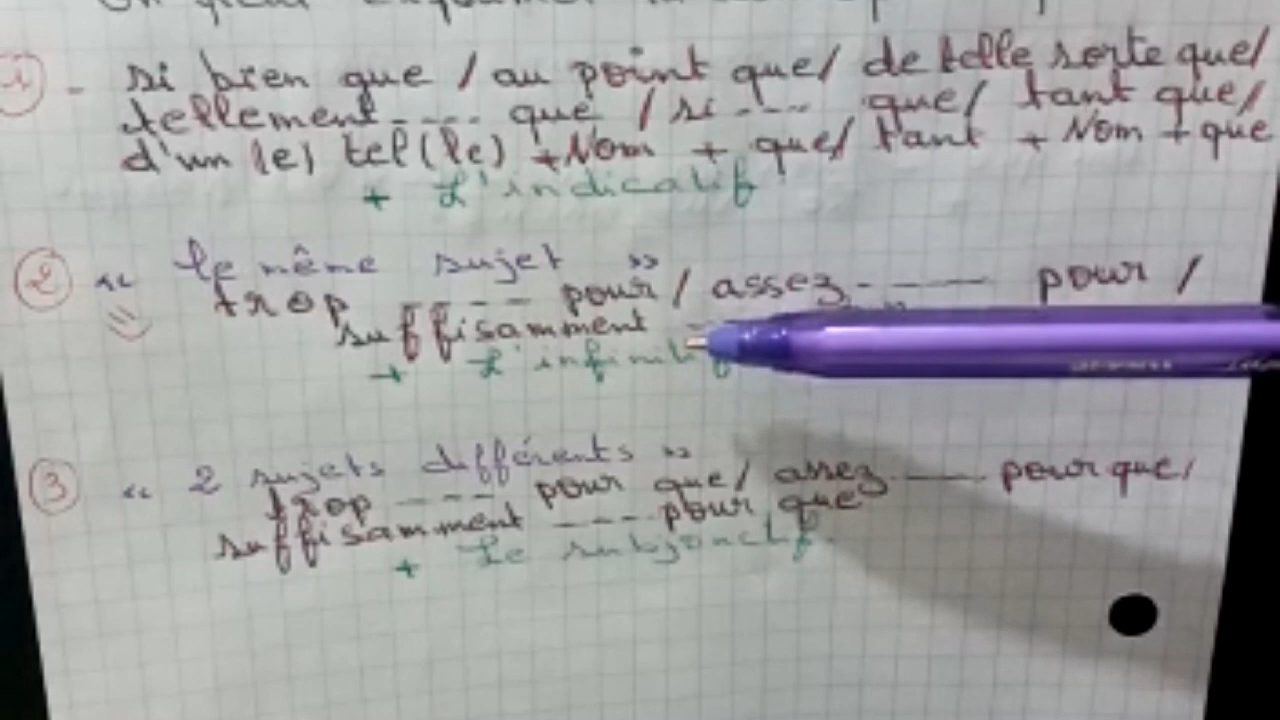 1 - si bien que / au point que / de telle sorte que /
tellement ---- que / si ---- que / tant que /
d'un(e) tel(le) + Nom + que / tant + Nom + que
+ L'indicatif
2 « le même sujet »
trop ---- pour / assez ---- pour /
suffisamment
+ L'infinitif
3 « 2 sujets différents »
trop ---- pour que / assez ---- pour que /
suffisamment ---- pour que
+ Le subjonctif.